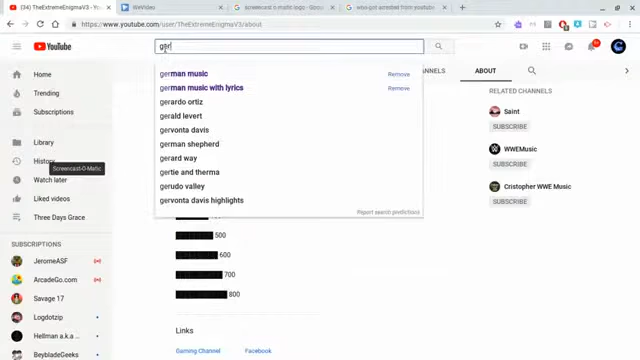 (34) TheExtremeEnigmaV3 - Y
WeVideo
screencast o matic logo - Goo
who got arrested from youtube
Secure
https://www.youtube.com/user/TheExtremeEnigmaV3/about
YouTube
ger
Home
Trending
Subscriptions
Library
History
Screencast-O-Matic
Watch later
Liked videos
Three Days Grace
SUBSCRIPTIONS
JeromeASF
ArcadeGo.com
Savage 17
Logdotzip
Hellman a.k.a ...
BeybladeGeeks
german music Remove
german music with lyrics Remove
gerardo ortiz
gerald levert
gervonta davis
german shepherd
gerard way
gertie and therma
gerudo valley
gervonta davis highlights
Report search predictions
500
600
700
800
Links
Gaming Channel Facebook
ANNELS
ABOUT
RELATED CHANNELS
Saint
SUBSCRIBE
WWEMusic
SUBSCRIBE
Cristopher WWE Music
SUBSCRIBE